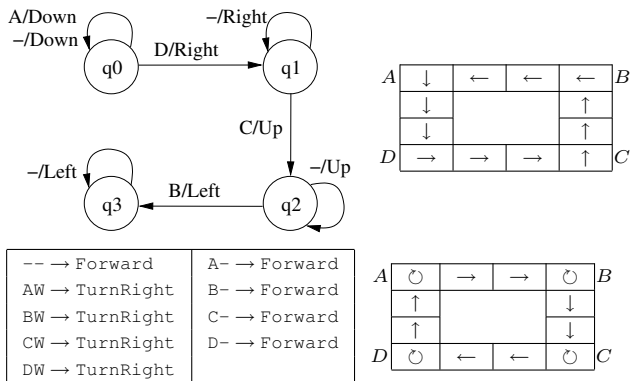 A/Down
–/Down
–/Right
D/Right
q0
q1
C/Up
–/Left
–/Up
B/Left
q3
q2
A ↓ ← ← ← B
↓ ↑
↓ ↑
D → → → ↑ C
-- → Forward
A- → Forward
AW → TurnRight
B- → Forward
BW → TurnRight
C- → Forward
CW → TurnRight
D- → Forward
DW → TurnRight
A ↻ → → ↻ B
↑ ↓
↑ ↓
D ↻ ← ← ↻ C